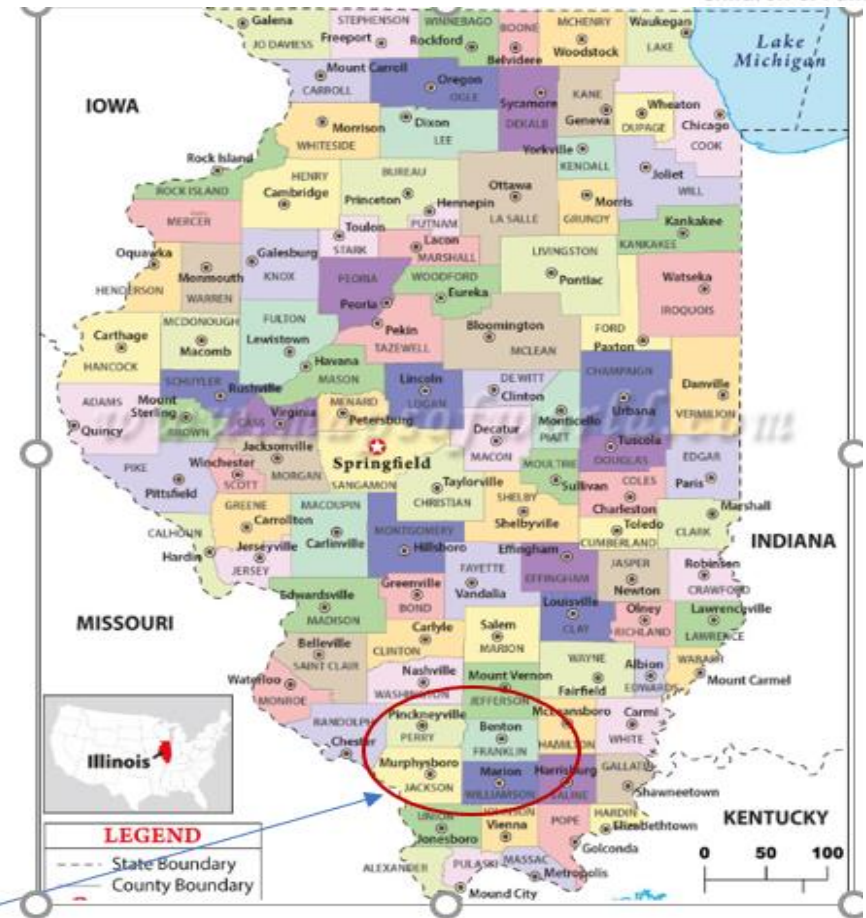 Galena
STEPHENSON
WINNEBAGO
BOONE
MCHENRY
Waukegan
JO DAVIESS
Freeport
Rockford
Belvidere
Woodstock
LAKE
Lake
Michigan
Mount Carroll
CARROLL
Oregon
OGLE
Sycamore
DEKALB
KANE
Geneva
Wheaton
DUPAGE
Chicago
COOK
IOWA
Morrison
WHITESIDE
Dixon
LEE
Yorkville
KENDALL
Joliet
WILL
Rock Island
ROCK ISLAND
HENRY
Cambridge
BUREAU
Princeton
Hennepin
PUTNAM
Ottawa
LA SALLE
Morris
GRUNDY
Kankakee
KANKAKEE
MERCER
Toulon
STARK
Lacon
MARSHALL
LIVINGSTON
Pontiac
Watseka
IROQUOIS
Oquawka
HENDERSON
Monmouth
WARREN
Galesburg
KNOX
PEORIA
Peoria
WOODFORD
Eureka
Carthage
HANCOCK
MCDONOUGH
Macomb
FULTON
Lewistown
Pekin
TAZEWELL
Bloomington
MCLEAN
FORD
Paxton
Havana
MASON
SCHUYLER
Rushville
Lincoln
LOGAN
DE WITT
Clinton
CHAMPAIGN
Urbana
Danville
VERMILION
ADAMS
Quincy
Mount
Sterling
BROWN
CASS
Virginia
MENARD
Petersburg
Decatur
MACON
Monticello
PIATT
Tuscola
DOUGLAS
EDGAR
Paris
PIKE
Pittsfield
Winchester
SCOTT
Jacksonville
MORGAN
Springfield
SANGAMON
Taylorville
CHRISTIAN
MOULTRIE
Sullivan
COLES
Charleston
SHELBY
Shelbyville
Toledo
CUMBERLAND
Marshall
CLARK
CALHOUN
Hardin
GREENE
Carrollton
Jerseyville
JERSEY
MACOUPIN
Carlinville
MONTGOMERY
Hillsboro
Effingham
EFFINGHAM
JASPER
Newton
Robinson
CRAWFORD
INDIANA
FAYETTE
Vandalia
Greenville
BOND
Edwardsville
MADISON
Louisville
CLAY
Olney
RICHLAND
Lawrenceville
LAWRENCE
MISSOURI
Belleville
SAINT CLAIR
Carlyle
CLINTON
Salem
MARION
WAYNE
Fairfield
Albion
EDWARDS
WABASH
Mount Carmel
Waterloo
MONROE
Nashville
WASHINGTON
Mount Vernon
JEFFERSON
RANDOLPH
Chester
Pinckneyville
PERRY
Benton
FRANKLIN
McLeansboro
HAMILTON
Carmi
WHITE
Illinois
Murphysboro
JACKSON
Marion
WILLIAMSON
Harrisburg
SALINE
GALLATIN
Shawneetown
KENTUCKY
UNION
Jonesboro
JOHNSON
Vienna
POPE
Golconda
HARDIN
Elizabethtown
ALEXANDER
PULASKI
Mound City
MASSAC
Metropolis
LEGEND
State Boundary
County Boundary
0 50 100